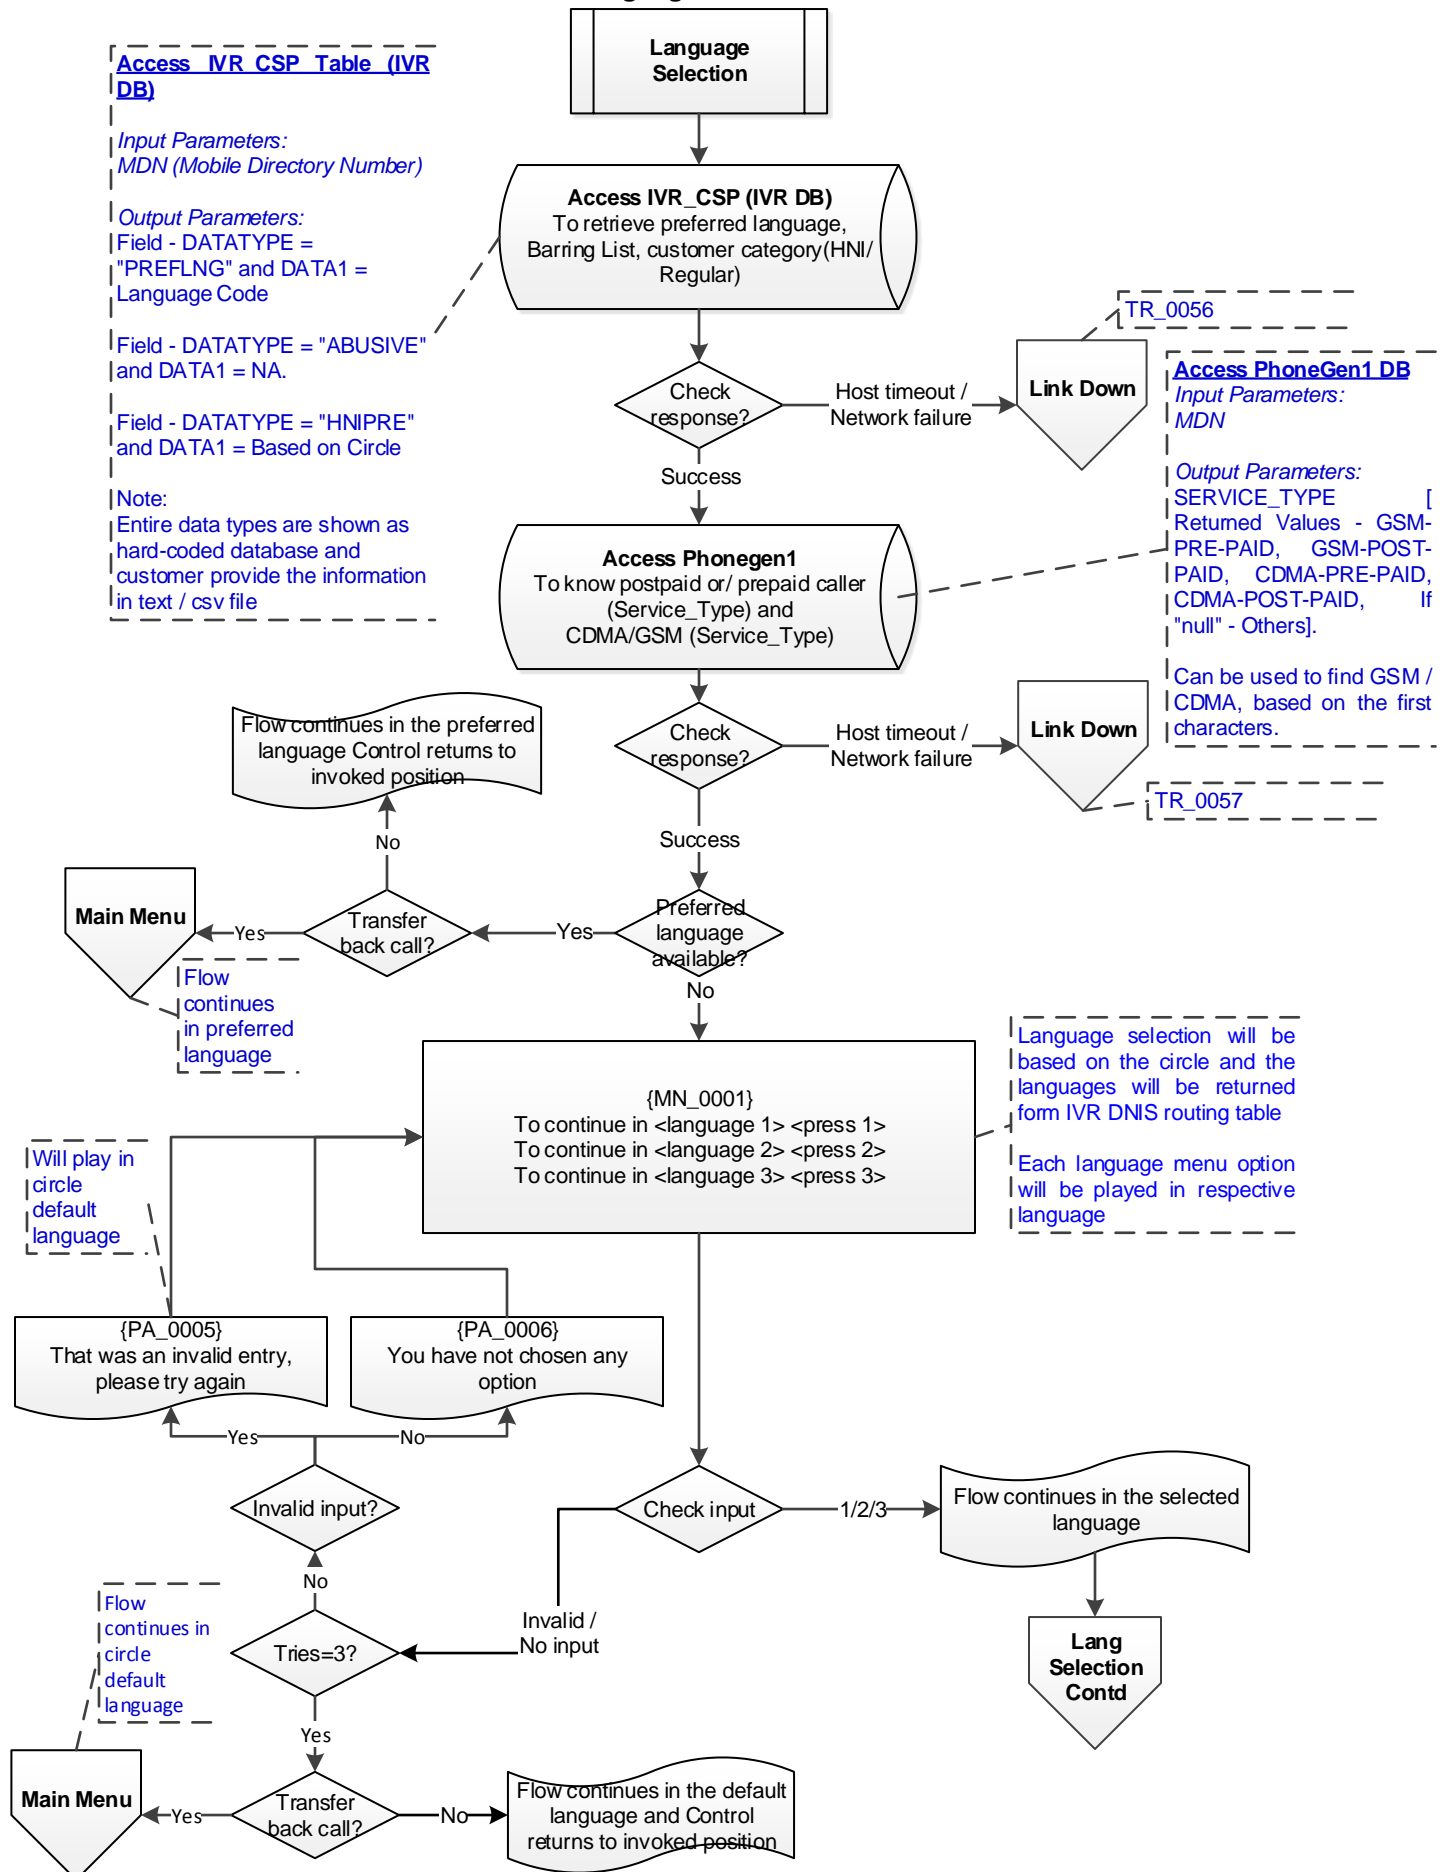 Language
Selection
Access IVR_CSP Table (IVR
DB)
Input Parameters:
MDN (Mobile Directory Number)
Output Parameters:
Field - DATATYPE =
"PREFLNG" and DATA1 =
Language Code
Field - DATATYPE = "ABUSIVE"
and DATA1 = NA.
Field - DATATYPE = "HNIPRE"
and DATA1 = Based on Circle
Note:
Entire data types are shown as
hard-coded database and
customer provide the information
in text / csv file
Access IVR_CSP (IVR DB)
To retrieve preferred language,
Barring List, customer category(HNI/
Regular)
TR_0056
Check
response?
Host timeout /
Network failure
Link Down
Success
Access PhoneGen1 DB
Input Parameters:
MDN
Output Parameters:
SERVICE_TYPE [
Returned Values - GSM-
PRE-PAID, GSM-POST-
PAID, CDMA-PRE-PAID,
CDMA-POST-PAID, If
"null" - Others].
Can be used to find GSM /
CDMA, based on the first
characters.
Access Phonegen1
To know postpaid or/ prepaid caller
(Service_Type) and
CDMA/GSM (Service_Type)
Flow continues in the preferred
language Control returns to
invoked position
Check
response?
Host timeout /
Network failure
Link Down
TR_0057
Success
No
Main Menu
Yes
Transfer
back call?
Yes
Preferred
language
available?
No
Flow
continues
in preferred
language
{MN_0001}
To continue in <language 1> <press 1>
To continue in <language 2> <press 2>
To continue in <language 3> <press 3>
Language selection will be
based on the circle and the
languages will be returned
form IVR DNIS routing table
Each language menu option
will be played in respective
language
Will play in
circle
default
language
{PA_0005}
That was an invalid entry,
please try again
{PA_0006}
You have not chosen any
option
Yes
No
Invalid input?
Check input
1/2/3
Flow continues in the selected
language
No
Invalid /
No input
Flow
continues in
circle
default
language
Tries=3?
Lang
Selection
Contd
Yes
Main Menu
Yes
Transfer
back call?
No
Flow continues in the default
language and Control
returns to invoked position